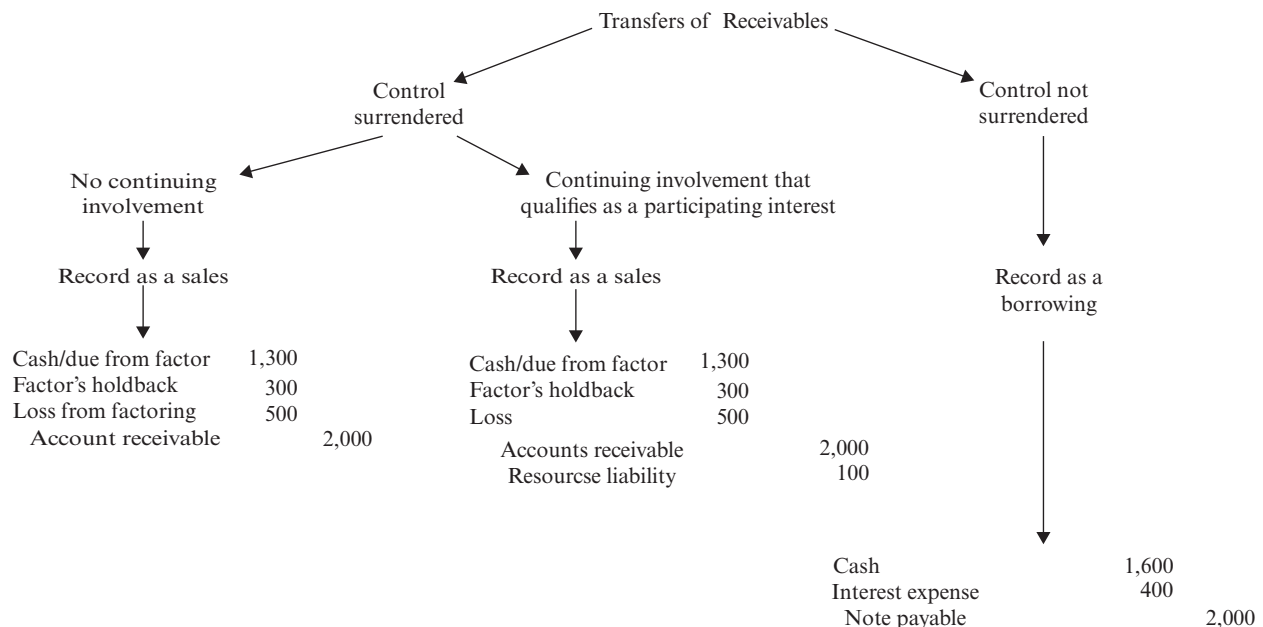 Transfers of Receivables
Control
surrendered
Control not
surrendered
No continuing
involvement
Continuing involvement that
qualifies as a participating interest
Record as a sales
Record as a sales
Record as a
borrowing
Cash/due from factor 1,300
Factor's holdback 300
Loss from factoring 500
Account receivable 2,000
Cash/due from factor 1,300
Factor's holdback 300
Loss 500
Accounts receivable 2,000
Resourcse liability 100
Cash 1,600
Interest expense 400
Note payable 2,000